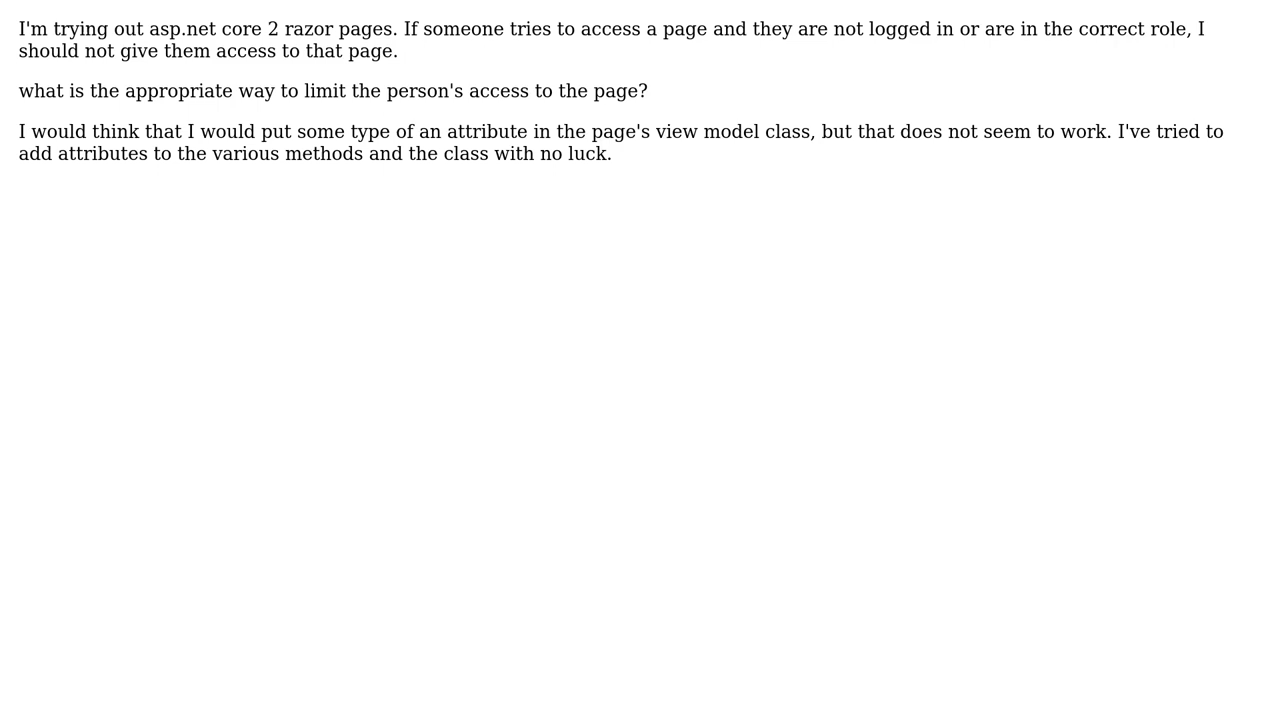 I'm trying out asp.net core 2 razor pages. If someone tries to access a page and they are not logged in or are in the correct role, I
should not give them access to that page.
what is the appropriate way to limit the person's access to the page?
I would think that I would put some type of an attribute in the page's view model class, but that does not seem to work. I've tried to
add attributes to the various methods and the class with no luck.